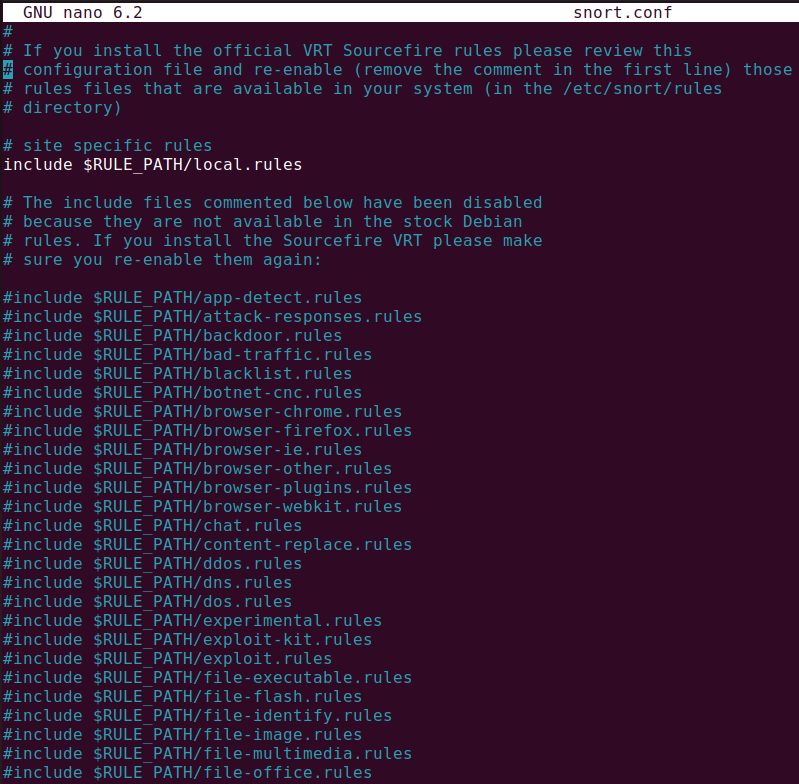 GNU nano 6.2 snort.conf
#
# If you install the official VRT Sourcefire rules please review this
# configuration file and re-enable (remove the comment in the first line) those
# rules files that are available in your system (in the /etc/snort/rules
# directory)
# site specific rules
include $RULE_PATH/local.rules
# The include files commented below have been disabled
# because they are not available in the stock Debian
# rules. If you install the Sourcefire VRT please make
# sure you re-enable them again:
#include $RULE_PATH/app-detect.rules
#include $RULE_PATH/attack-responses.rules
#include $RULE_PATH/backdoor.rules
#include $RULE_PATH/bad-traffic.rules
#include $RULE_PATH/blacklist.rules
#include $RULE_PATH/botnet-cnc.rules
#include $RULE_PATH/browser-chrome.rules
#include $RULE_PATH/browser-firefox.rules
#include $RULE_PATH/browser-ie.rules
#include $RULE_PATH/browser-other.rules
#include $RULE_PATH/browser-plugins.rules
#include $RULE_PATH/browser-webkit.rules
#include $RULE_PATH/chat.rules
#include $RULE_PATH/content-replace.rules
#include $RULE_PATH/ddos.rules
#include $RULE_PATH/dns.rules
#include $RULE_PATH/dos.rules
#include $RULE_PATH/experimental.rules
#include $RULE_PATH/exploit-kit.rules
#include $RULE_PATH/exploit.rules
#include $RULE_PATH/file-executable.rules
#include $RULE_PATH/file-flash.rules
#include $RULE_PATH/file-identify.rules
#include $RULE_PATH/file-image.rules
#include $RULE_PATH/file-multimedia.rules
#include $RULE_PATH/file-office.rules